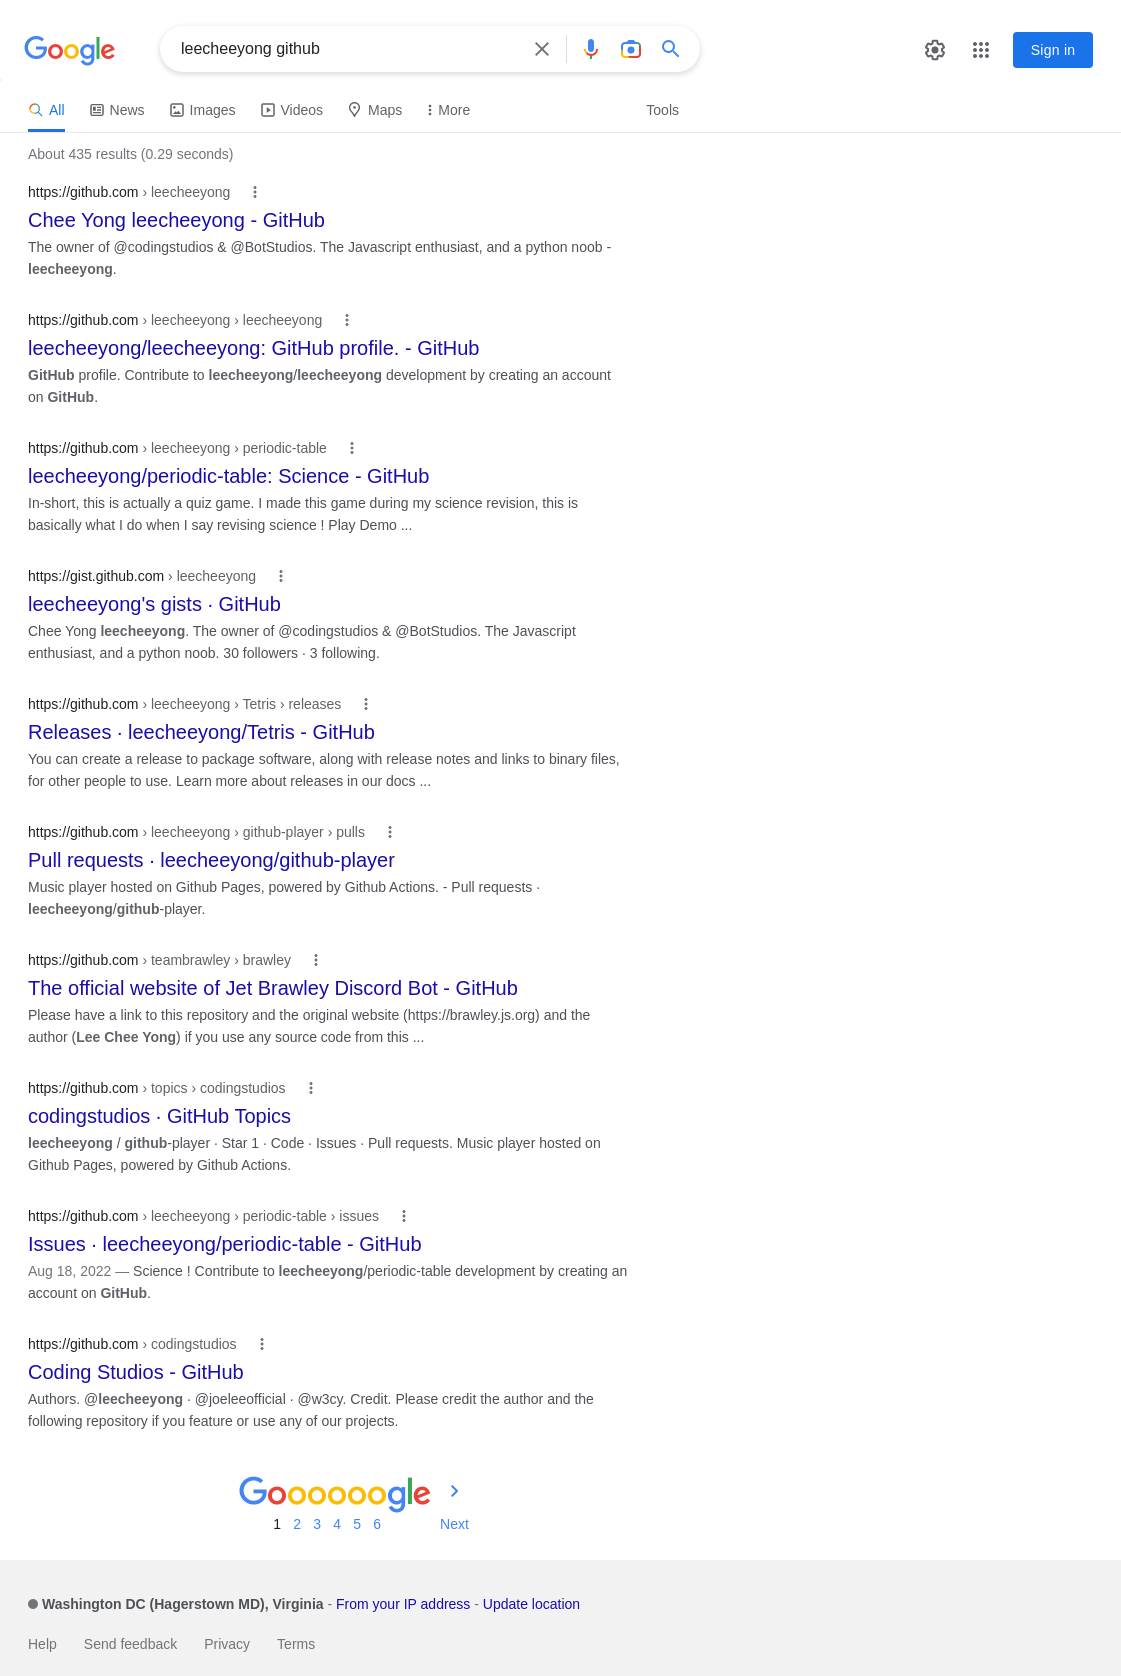 Google
leecheeyong github
Sign in
All News Images Videos Maps More Tools
About 435 results (0.29 seconds)
https://github.com › leecheeyong
Chee Yong leecheeyong - GitHub
The owner of @codingstudios & @BotStudios. The Javascript enthusiast, and a python noob -
leecheeyong.
https://github.com › leecheeyong › leecheeyong
leecheeyong/leecheeyong: GitHub profile. - GitHub
GitHub profile. Contribute to leecheeyong/leecheeyong development by creating an account
on GitHub.
https://github.com › leecheeyong › periodic-table
leecheeyong/periodic-table: Science - GitHub
In-short, this is actually a quiz game. I made this game during my science revision, this is
basically what I do when I say revising science ! Play Demo ...
https://gist.github.com › leecheeyong
leecheeyong's gists · GitHub
Chee Yong leecheeyong. The owner of @codingstudios & @BotStudios. The Javascript
enthusiast, and a python noob. 30 followers · 3 following.
https://github.com › leecheeyong › Tetris › releases
Releases · leecheeyong/Tetris - GitHub
You can create a release to package software, along with release notes and links to binary files,
for other people to use. Learn more about releases in our docs ...
https://github.com › leecheeyong › github-player › pulls
Pull requests · leecheeyong/github-player
Music player hosted on Github Pages, powered by Github Actions. - Pull requests ·
leecheeyong/github-player.
https://github.com › teambrawley › brawley
The official website of Jet Brawley Discord Bot - GitHub
Please have a link to this repository and the original website (https://brawley.js.org) and the
author (Lee Chee Yong) if you use any source code from this ...
https://github.com › topics › codingstudios
codingstudios · GitHub Topics
leecheeyong / github-player · Star 1 · Code · Issues · Pull requests. Music player hosted on
Github Pages, powered by Github Actions.
https://github.com › leecheeyong › periodic-table › issues
Issues · leecheeyong/periodic-table - GitHub
Aug 18, 2022 — Science ! Contribute to leecheeyong/periodic-table development by creating an
account on GitHub.
https://github.com › codingstudios
Coding Studios - GitHub
Authors. @leecheeyong · @joeleeofficial · @w3cy. Credit. Please credit the author and the
following repository if you feature or use any of our projects.
Goooooogle
1 2 3 4 5 6 Next
Washington DC (Hagerstown MD), Virginia - From your IP address - Update location
Help Send feedback Privacy Terms